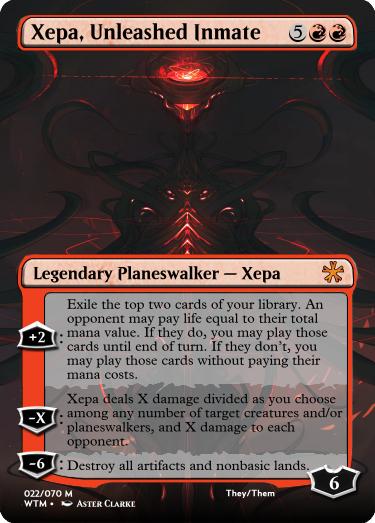 Xepa, Unleashed Inmate 5
Legendary Planeswalker — Xepa
Exile the top two cards of your library. An
opponent may pay life equal to their total
mana value. If they do, you may play those
+2: cards until end of turn. If they don't, you
may play those cards without paying their
mana costs.
Xepa deals X damage divided as you choose
-X: among any number of target creatures and/or
planeswalkers, and X damage to each
opponent.
-6: Destroy all artifacts and nonbasic lands.
6
022/070 M
They/Them
WTM • Aster Clarke